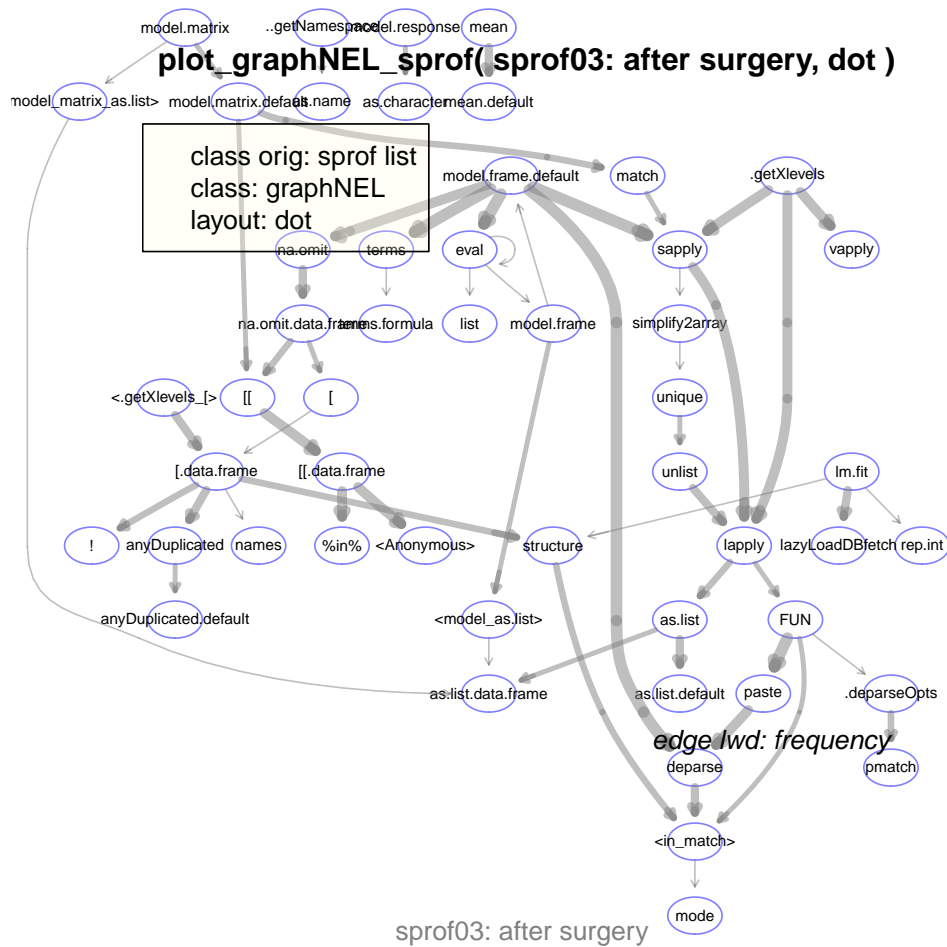 model.matrix ..getNamespace model.response mean
plot_graphNEL_sprof( sprof03: after surgery, dot )
model_matrix_as.list> model.matrix.default as.name as.character mean.default
class orig: sprof list
class: graphNEL
layout: dot
model.frame.default match .getXlevels
na.omit terms eval sapply vapply
na.omit.data.frame terms.formula list model.frame simplify2array
<.getXlevels_[> [[ [ unique
[.data.frame [[.data.frame unlist lm.fit
! anyDuplicated names %in% <Anonymous> structure lapply lazyLoadDBfetch rep.int
anyDuplicated.default <model_as.list> as.list FUN
as.list.data.frame as.list.default paste .deparseOpts
edge lwd: frequency
deparse pmatch
<in_match>
mode
sprof03: after surgery